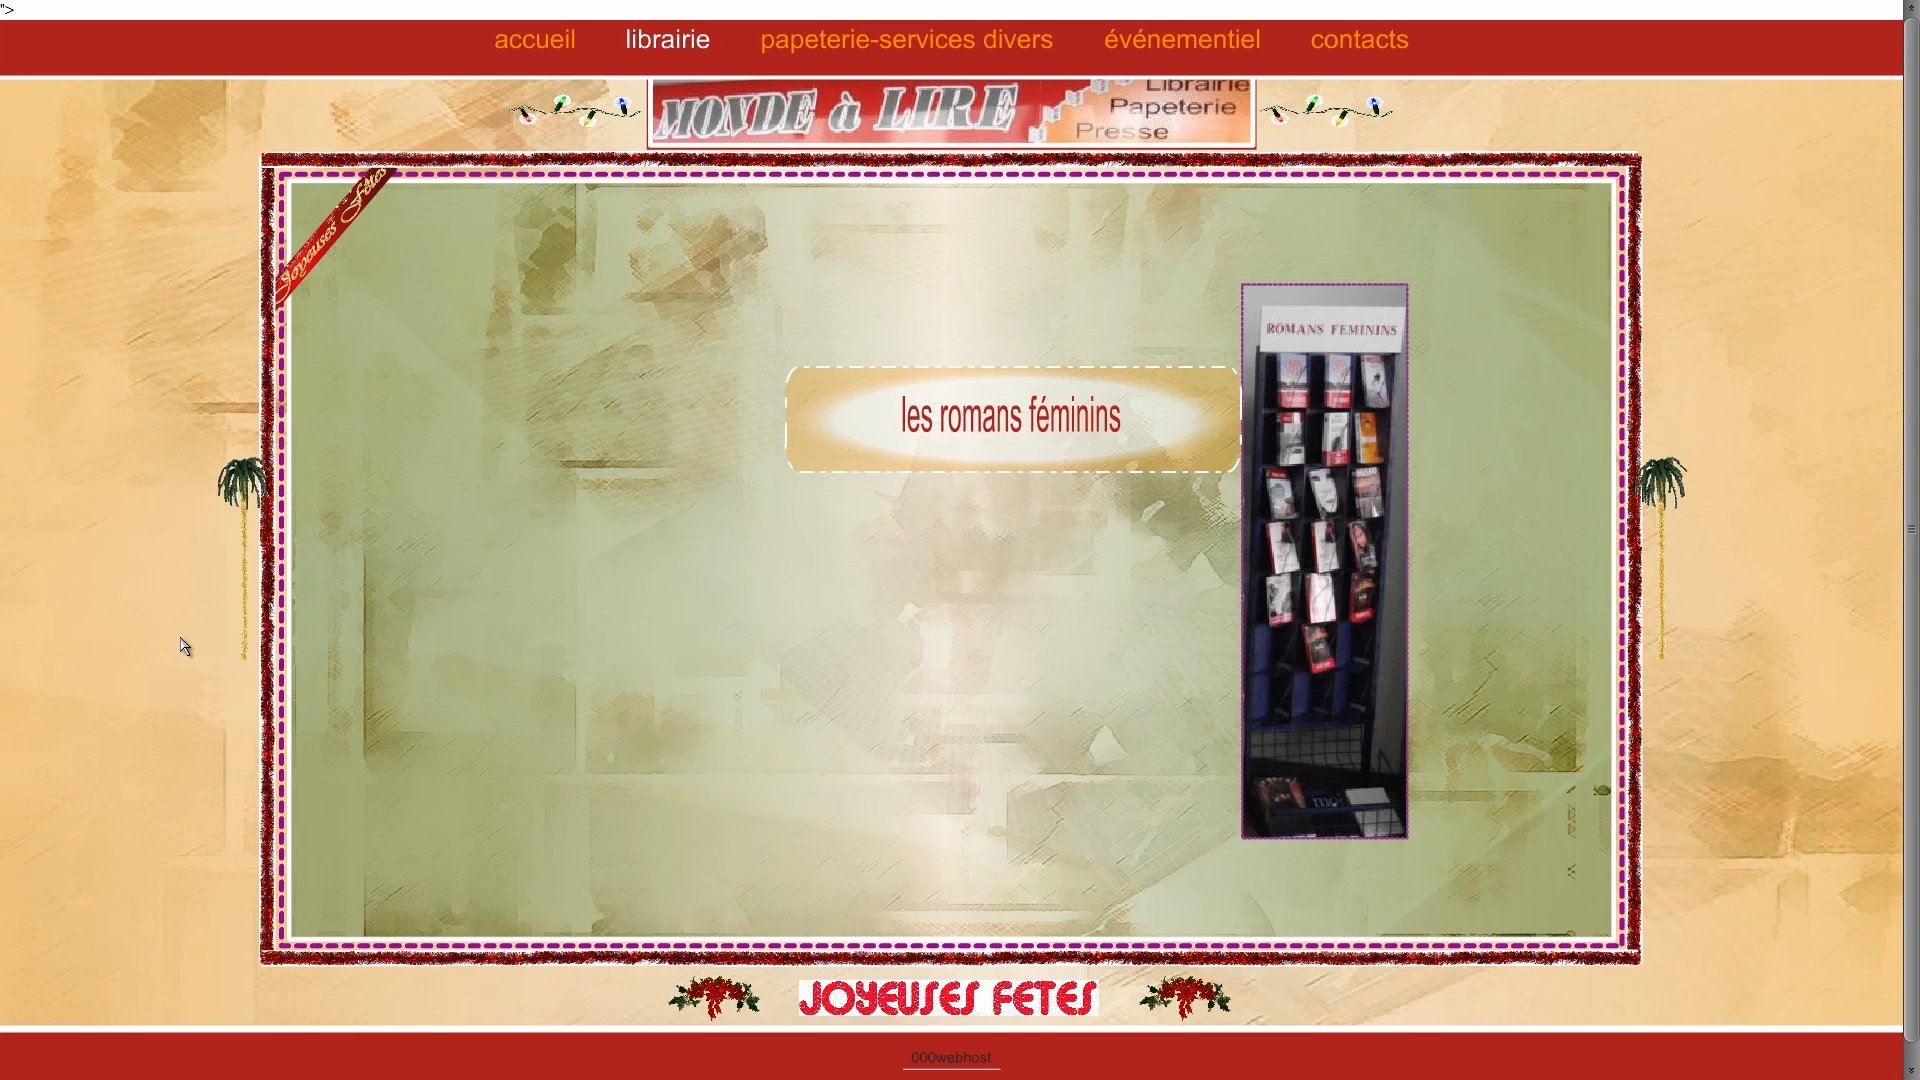 ">
accueil librairie papeterie-services divers événementiel contacts
MONDE à LIRE
Librairie
Papeterie
Presse
Joyeuses Fêtes
ROMANS FEMININS
les romans féminins
JOYEUSES FETES
000webhost